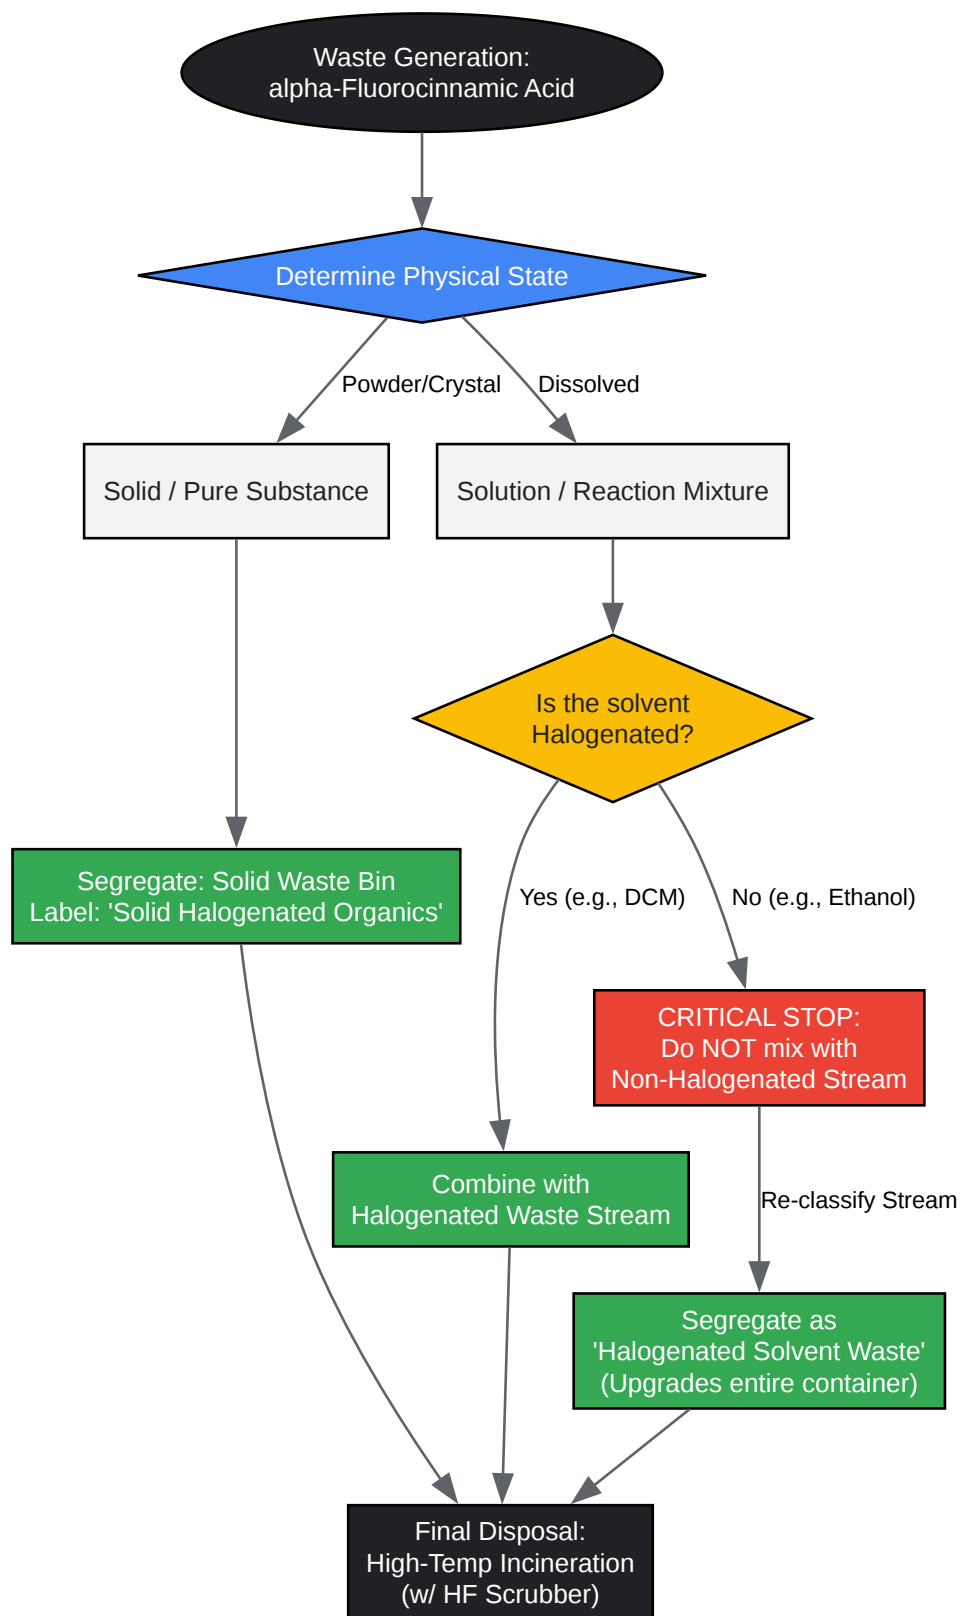 Waste Generation:
alpha-Fluorocinnamic Acid
Determine Physical State
Powder/Crystal
Dissolved
Solid / Pure Substance
Solution / Reaction Mixture
Is the solvent
Halogenated?
Segregate: Solid Waste Bin
Label: 'Solid Halogenated Organics'
Yes (e.g., DCM)
No (e.g., Ethanol)
CRITICAL STOP:
Do NOT mix with
Non-Halogenated Stream
Combine with
Halogenated Waste Stream
Re-classify Stream
Segregate as
'Halogenated Solvent Waste'
(Upgrades entire container)
Final Disposal:
High-Temp Incineration
(w/ HF Scrubber)